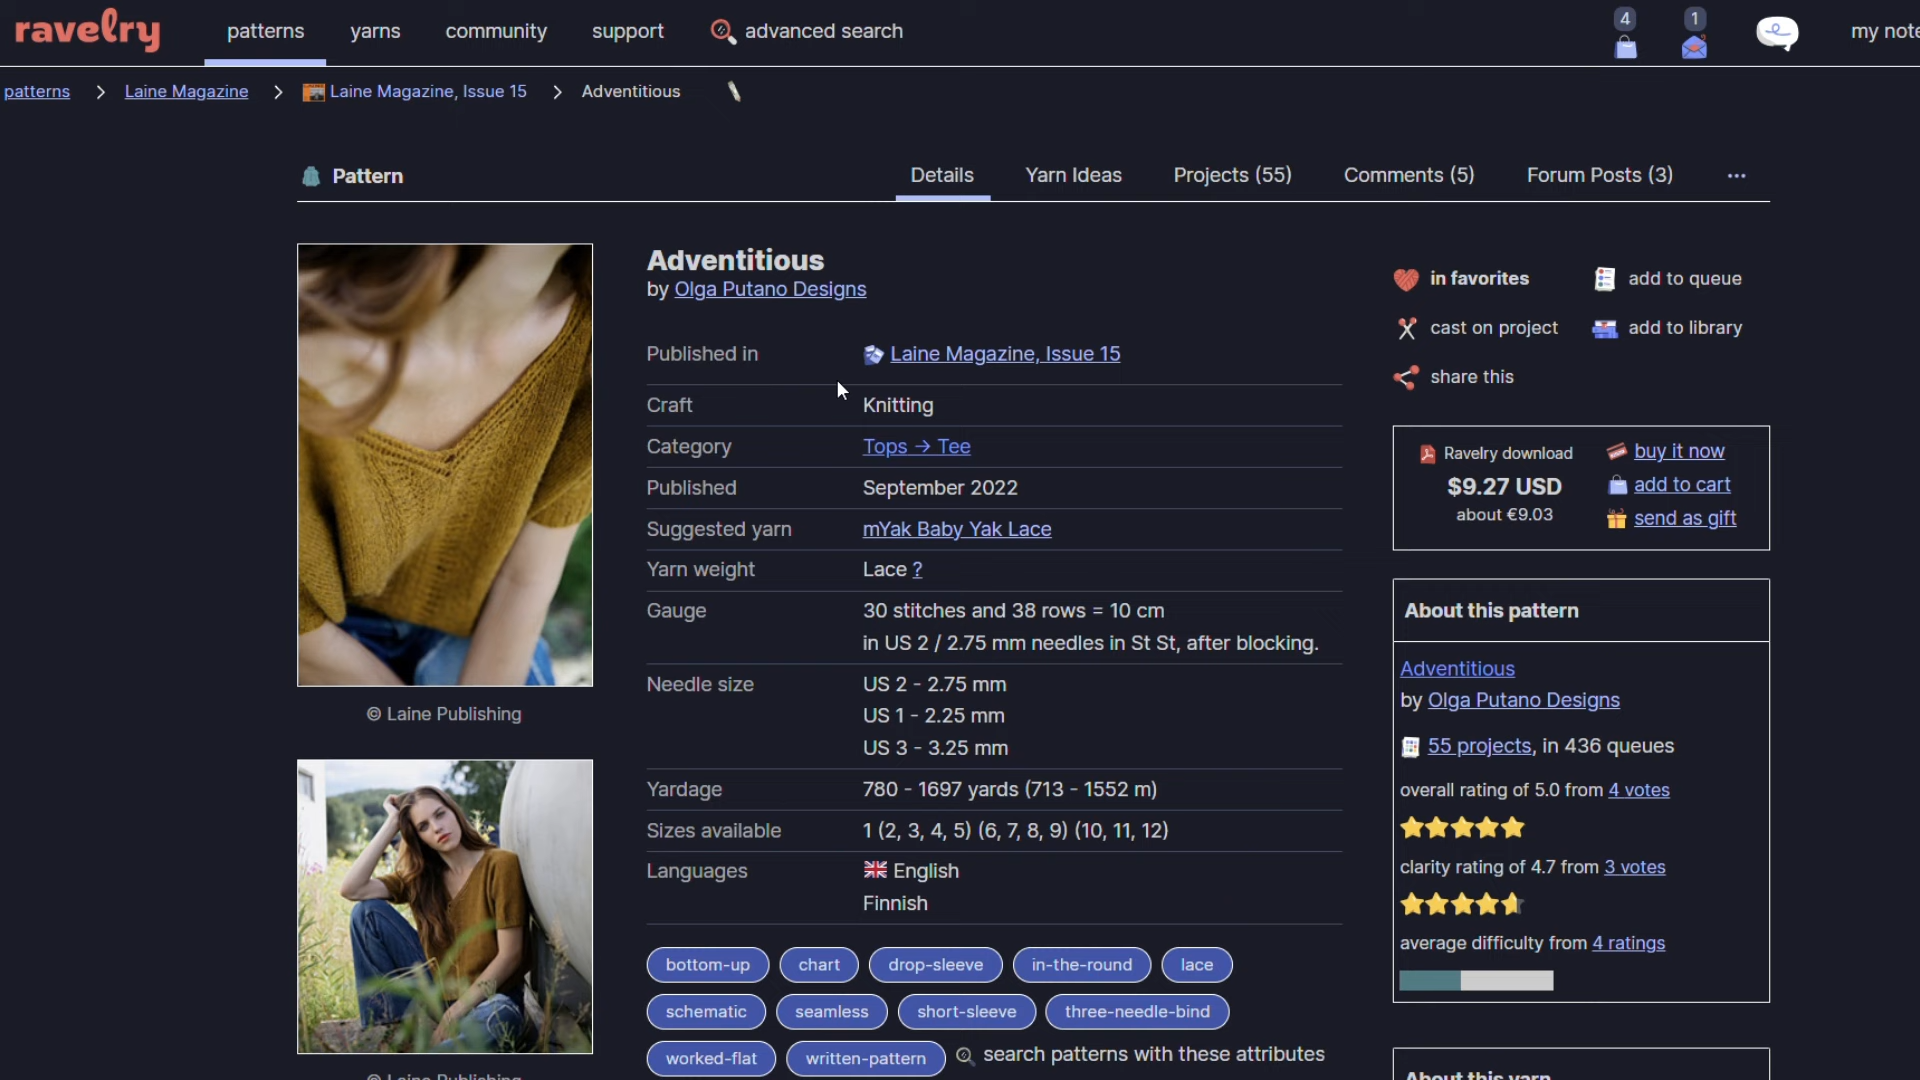 ravelry
patterns yarns community support advanced search 4 1 my note
patterns > Laine Magazine > Laine Magazine, Issue 15 > Adventitious
Pattern Details Yarn Ideas Projects (55) Comments (5) Forum Posts (3) ...
Adventitious
by Olga Putano Designs
Published in Laine Magazine, Issue 15
Craft Knitting
Category Tops → Tee
Published September 2022
Suggested yarn mYak Baby Yak Lace
Yarn weight Lace ?
Gauge 30 stitches and 38 rows = 10 cm
in US 2 / 2.75 mm needles in St St, after blocking.
Needle size US 2 - 2.75 mm
US 1 - 2.25 mm
US 3 - 3.25 mm
Yardage 780 - 1697 yards (713 - 1552 m)
Sizes available 1 (2, 3, 4, 5) (6, 7, 8, 9) (10, 11, 12)
Languages English
Finnish
bottom-up chart drop-sleeve in-the-round lace
schematic seamless short-sleeve three-needle-bind
worked-flat written-pattern search patterns with these attributes
© Laine Publishing
© Laine Publishing
in favorites add to queue
cast on project add to library
share this
Ravelry download buy it now
$9.27 USD add to cart
about €9.03 send as gift
About this pattern
Adventitious
by Olga Putano Designs
55 projects, in 436 queues
overall rating of 5.0 from 4 votes
clarity rating of 4.7 from 3 votes
average difficulty from 4 ratings
About this yarn